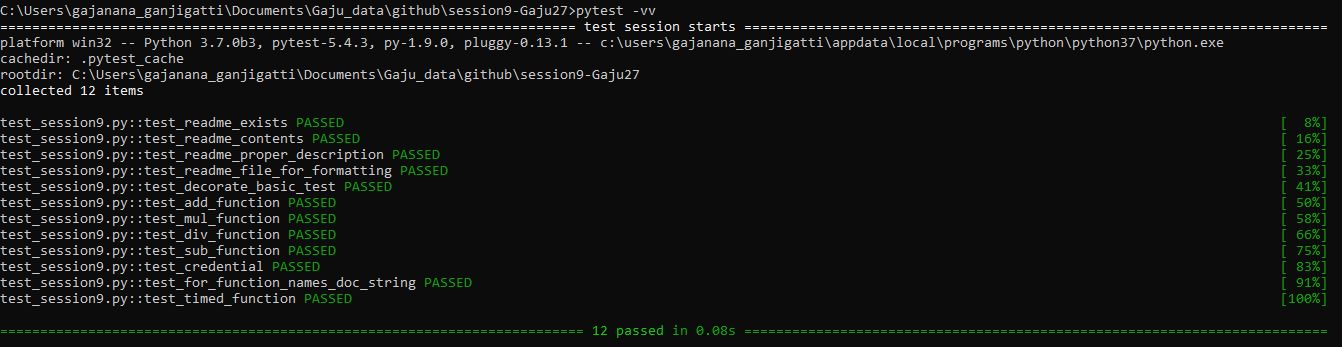 C:\Users\gajanana_ganjigatti\Documents\Gaju_data\github\session9-Gaju27>pytest -vv
======================================================================== test session starts =========================================================================
platform win32 -- Python 3.7.0b3, pytest-5.4.3, py-1.9.0, pluggy-0.13.1 -- c:\users\gajanana_ganjigatti\appdata\local\programs\python\python37\python.exe
cachedir: .pytest_cache
rootdir: C:\Users\gajanana_ganjigatti\Documents\Gaju_data\github\session9-Gaju27
collected 12 items
test_session9.py::test_readme_exists PASSED [  8%]
test_session9.py::test_readme_contents PASSED [ 16%]
test_session9.py::test_readme_proper_description PASSED [ 25%]
test_session9.py::test_readme_file_for_formatting PASSED [ 33%]
test_session9.py::test_decorate_basic_test PASSED [ 41%]
test_session9.py::test_add_function PASSED [ 50%]
test_session9.py::test_mul_function PASSED [ 58%]
test_session9.py::test_div_function PASSED [ 66%]
test_session9.py::test_sub_function PASSED [ 75%]
test_session9.py::test_credential PASSED [ 83%]
test_session9.py::test_for_function_names_doc_string PASSED [ 91%]
test_session9.py::test_timed_function PASSED [100%]
========================================================================= 12 passed in 0.08s =========================================================================